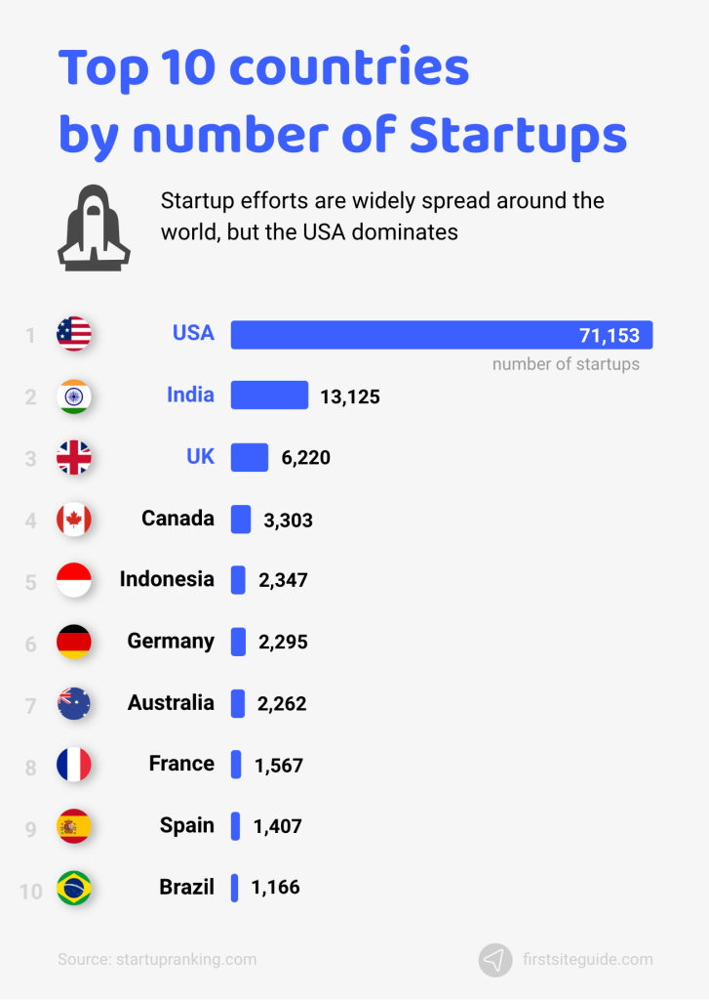 Top 10 countries
by number of Startups
Startup efforts are widely spread around the
world, but the USA dominates
1 USA 71,153
number of startups
2 India 13,125
3 UK 6,220
4 Canada 3,303
5 Indonesia 2,347
6 Germany 2,295
7 Australia 2,262
8 France 1,567
9 Spain 1,407
10 Brazil 1,166
Source: startupranking.com firstsiteguide.com